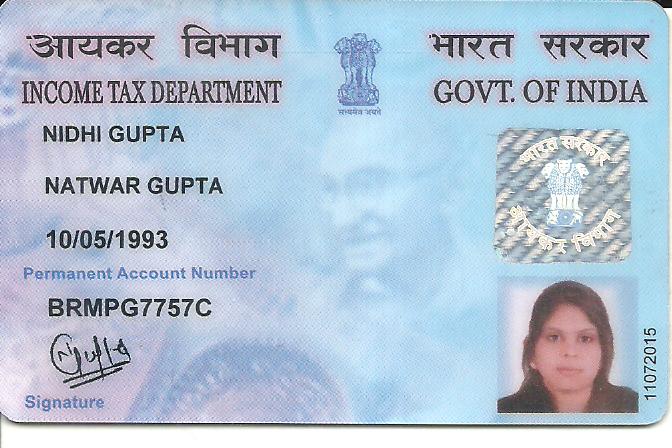 आयकर विभाग
INCOME TAX DEPARTMENT
सत्यमेव जयते
भारत सरकार
GOVT. OF INDIA
NIDHI GUPTA
NATWAR GUPTA
10/05/1993
Permanent Account Number
BRMPG7757C
Signature
भारत सरकार
आयकर विभाग
11072015